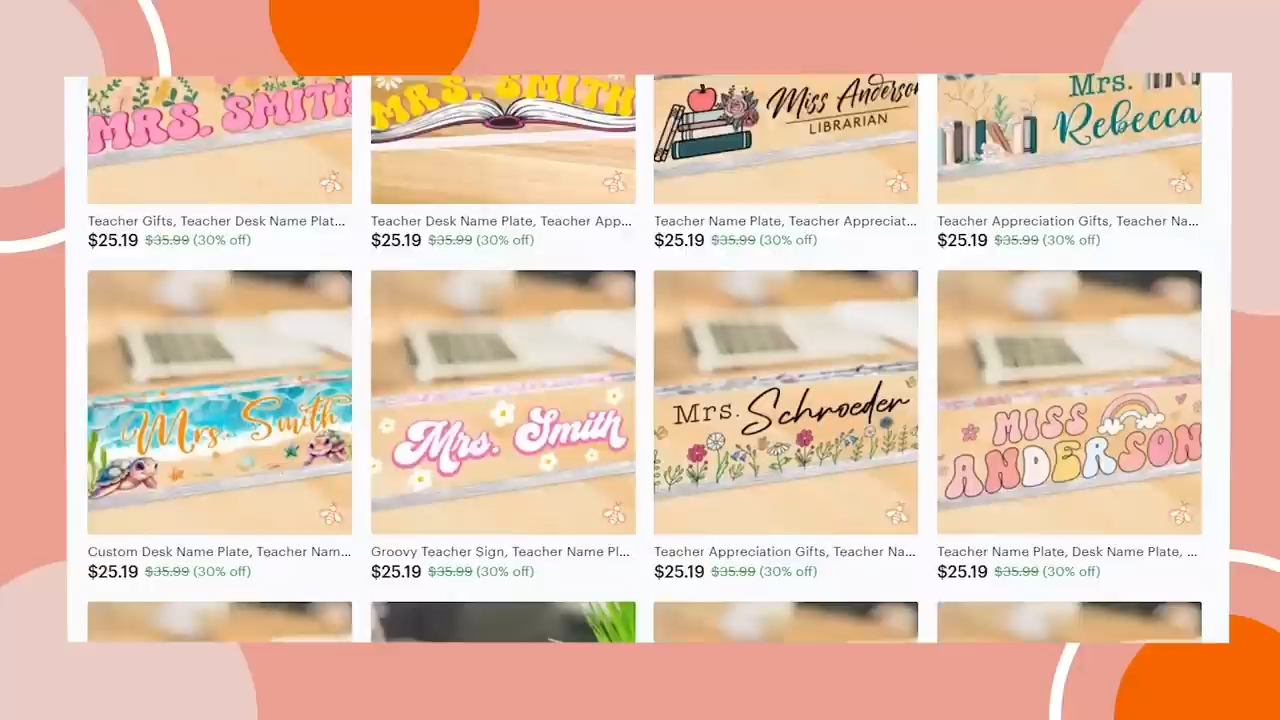 MRS. SMITH
MRS. SMITH
Miss Anderson
LIBRARIAN
Mrs.
Rebecca
Teacher Gifts, Teacher Desk Name Plat...
$25.19 $35.99 (30% off)
Teacher Desk Name Plate, Teacher App...
$25.19 $35.99 (30% off)
Teacher Name Plate, Teacher Appreciat...
$25.19 $35.99 (30% off)
Teacher Appreciation Gifts, Teacher Na...
$25.19 $35.99 (30% off)
Mrs. Smith
Mrs. Smith
Mrs. Schroeder
MISS
ANDERSON
Custom Desk Name Plate, Teacher Nam...
$25.19 $35.99 (30% off)
Groovy Teacher Sign, Teacher Name Pl...
$25.19 $35.99 (30% off)
Teacher Appreciation Gifts, Teacher Na...
$25.19 $35.99 (30% off)
Teacher Name Plate, Desk Name Plate, ...
$25.19 $35.99 (30% off)